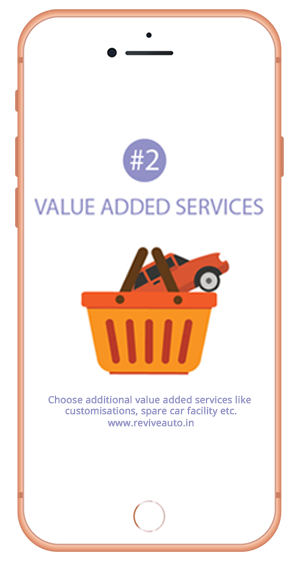 #2
VALUE ADDED SERVICES
Choose additional value added services like
customisations, spare car facility etc.
www.reviveauto.in